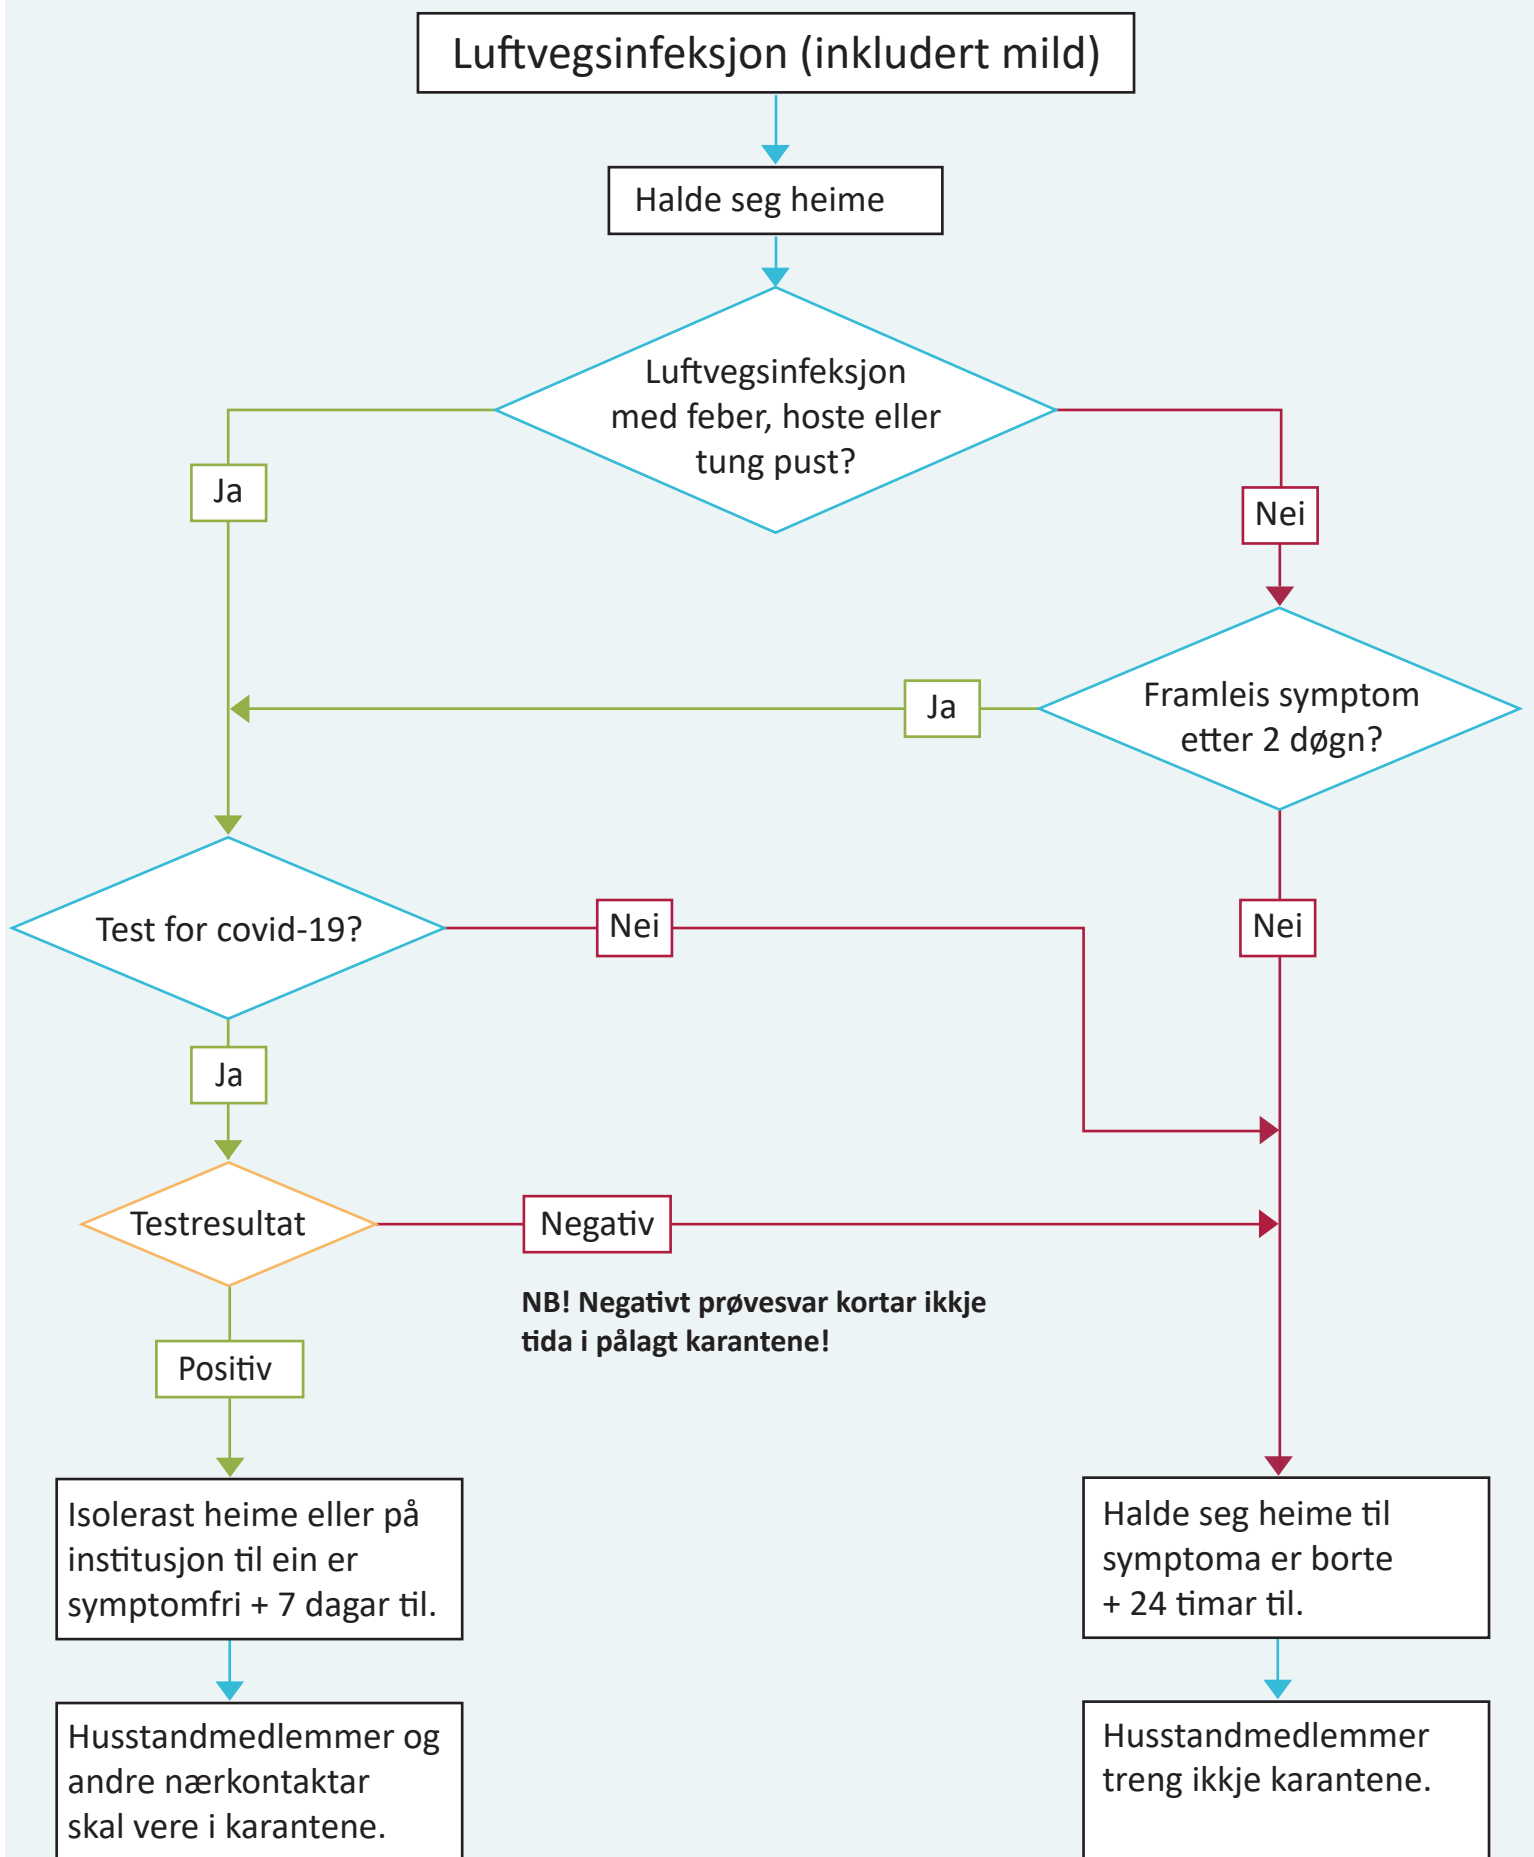 Luftvegsinfeksjon (inkludert mild)
Halde seg heime
Luftvegsinfeksjon
med feber, hoste eller
tung pust?
Ja
Nei
Framleis symptom
etter 2 døgn?
Ja
Test for covid-19?
Nei
Nei
Ja
Testresultat
Negativ
NB! Negativt prøvesvar kortar ikkje
tida i pålagt karantene!
Positiv
Isolerast heime eller på
institusjon til ein er
symptomfri + 7 dagar til.
Halde seg heime til
symptoma er borte
+ 24 timar til.
Husstandmedlemmer og
andre nærkontaktar
skal vere i karantene.
Husstandmedlemmer
treng ikkje karantene.